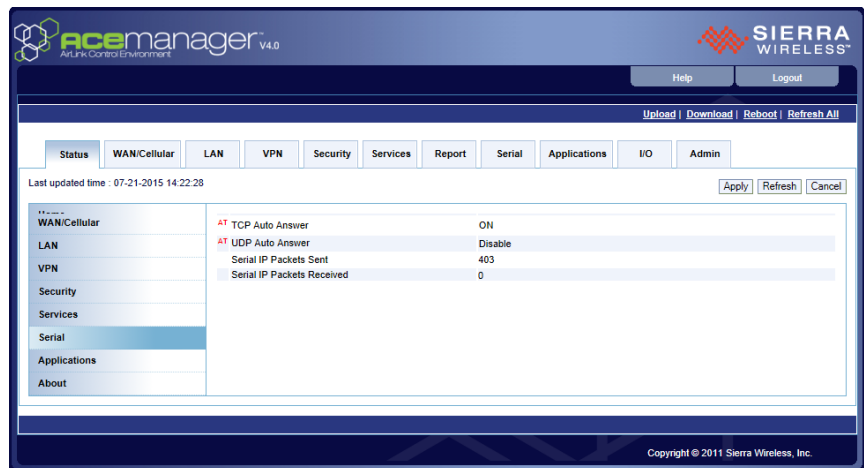 ACEmanager V4.0
AirLink Control Environment
SIERRA
WIRELESS™
Help Logout
Upload | Download | Reboot | Refresh All
Status WAN/Cellular LAN VPN Security Services Report Serial Applications I/O Admin
Last updated time : 07-21-2015 14:22:28
Apply Refresh Cancel
WAN/Cellular
LAN
VPN
Security
Services
Serial
Applications
About
AT TCP Auto Answer ON
AT UDP Auto Answer Disable
Serial IP Packets Sent 403
Serial IP Packets Received 0
Copyright © 2011 Sierra Wireless, Inc.